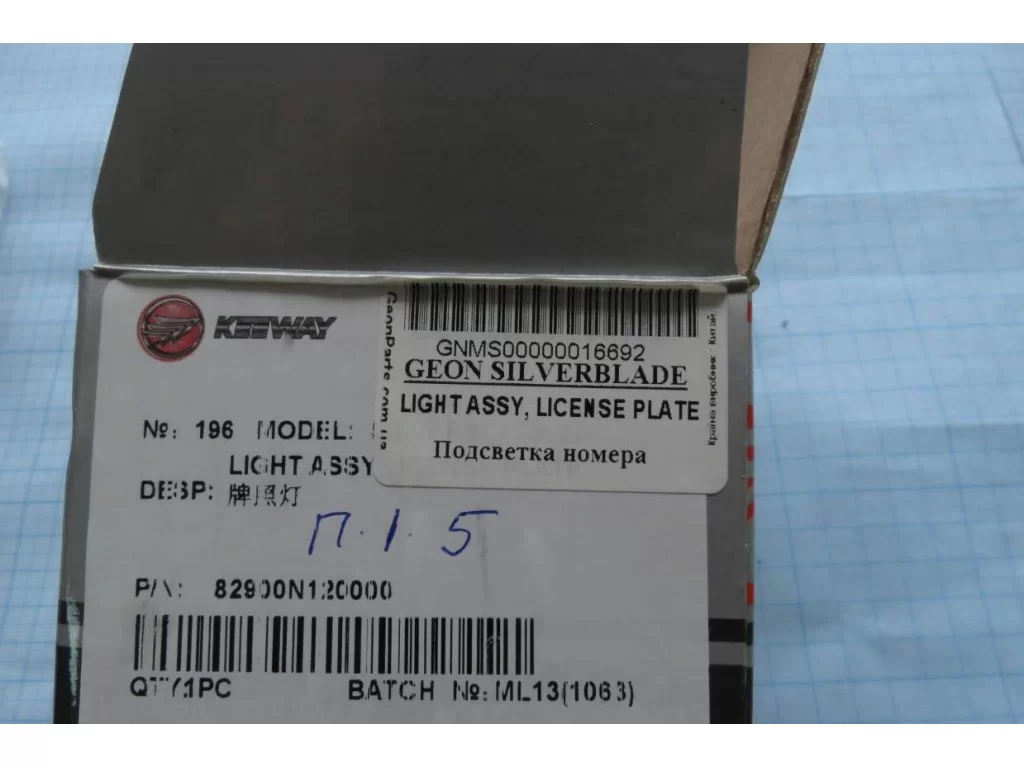 KEEWAY
GeonParts.com.ua
GNMS00000016692
GEON SILVERBLADE
LIGHT ASSY, LICENSE PLATE
Подсветка номера
Країна виробник: Китай
№: 196 MODEL:
LIGHT ASSY
DESP: 牌照灯
п.1.5
P/N: 82900N120000
QTY:1PC BATCH №: ML13(1063)